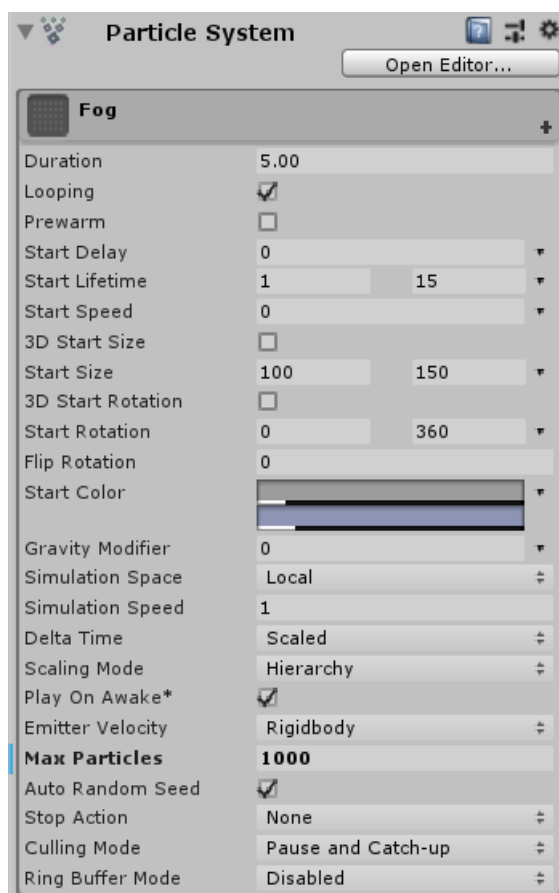 Particle System
Open Editor...
Fog
Duration 5.00
Looping
Prewarm
Start Delay 0
Start Lifetime 1 15
Start Speed 0
3D Start Size
Start Size 100 150
3D Start Rotation
Start Rotation 0 360
Flip Rotation 0
Start Color
Gravity Modifier 0
Simulation Space Local
Simulation Speed 1
Delta Time Scaled
Scaling Mode Hierarchy
Play On Awake*
Emitter Velocity Rigidbody
Max Particles 1000
Auto Random Seed
Stop Action None
Culling Mode Pause and Catch-up
Ring Buffer Mode Disabled